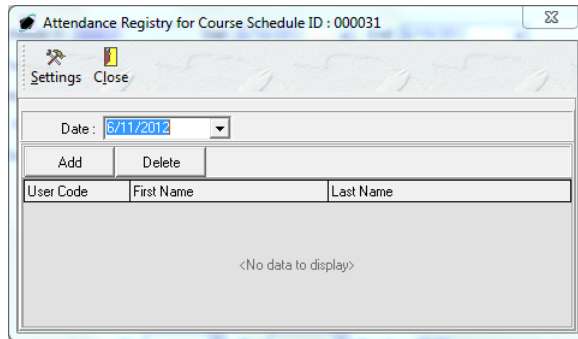 Attendance Registry for Course Schedule ID : 000031
Settings Close
Date : 6/11/2012
Add Delete
User Code First Name Last Name
<No data to display>